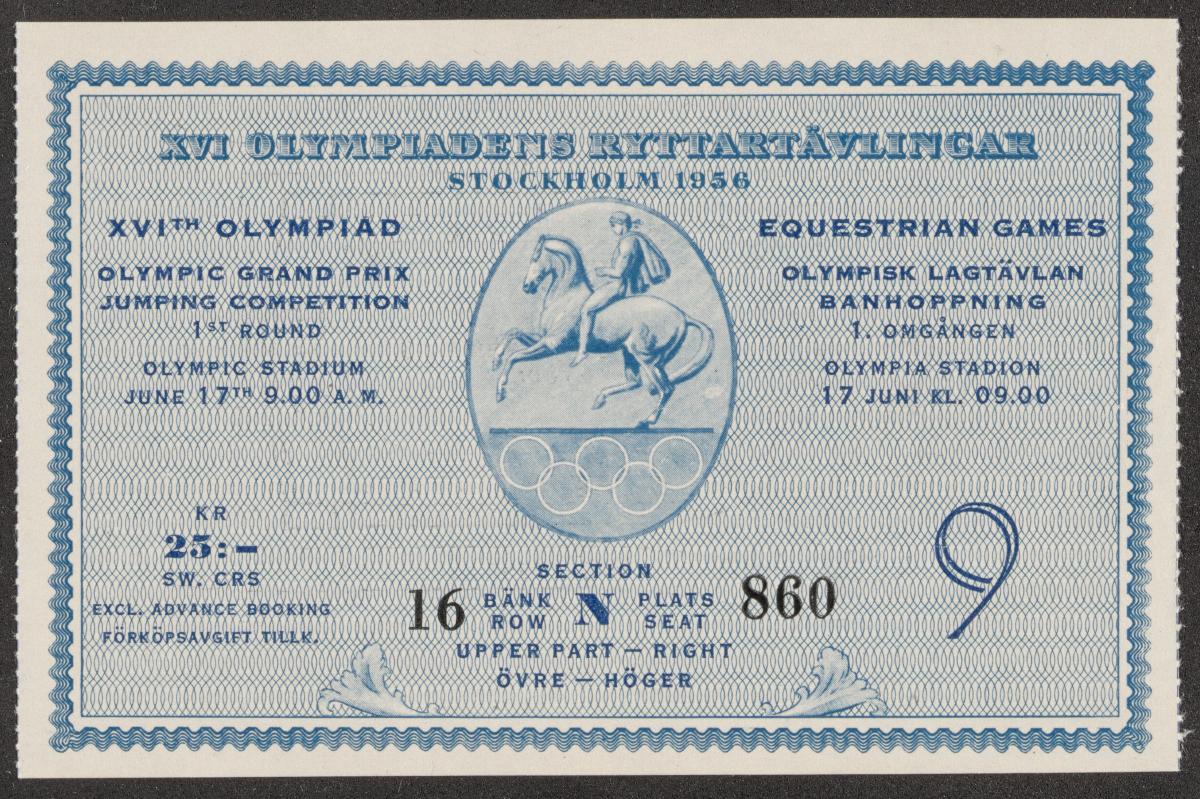 XVI OLYMPIADENS RYTTARTÄVLINGAR
STOCKHOLM 1956
XVITH OLYMPIAD
OLYMPIC GRAND PRIX
JUMPING COMPETITION
1ST ROUND
OLYMPIC STADIUM
JUNE 17TH 9.00 A. M.
EQUESTRIAN GAMES
OLYMPISK LAGTÄVLAN
BANHOPPNING
1. OMGÅNGEN
OLYMPIA STADION
17 JUNI KL. 09.00
KR
25:–
SW. CRS
EXCL. ADVANCE BOOKING
FÖRKÖPSAVGIFT TILLK.
SECTION
16 BÄNK ROW N PLATS SEAT 860
UPPER PART – RIGHT
ÖVRE – HÖGER
9